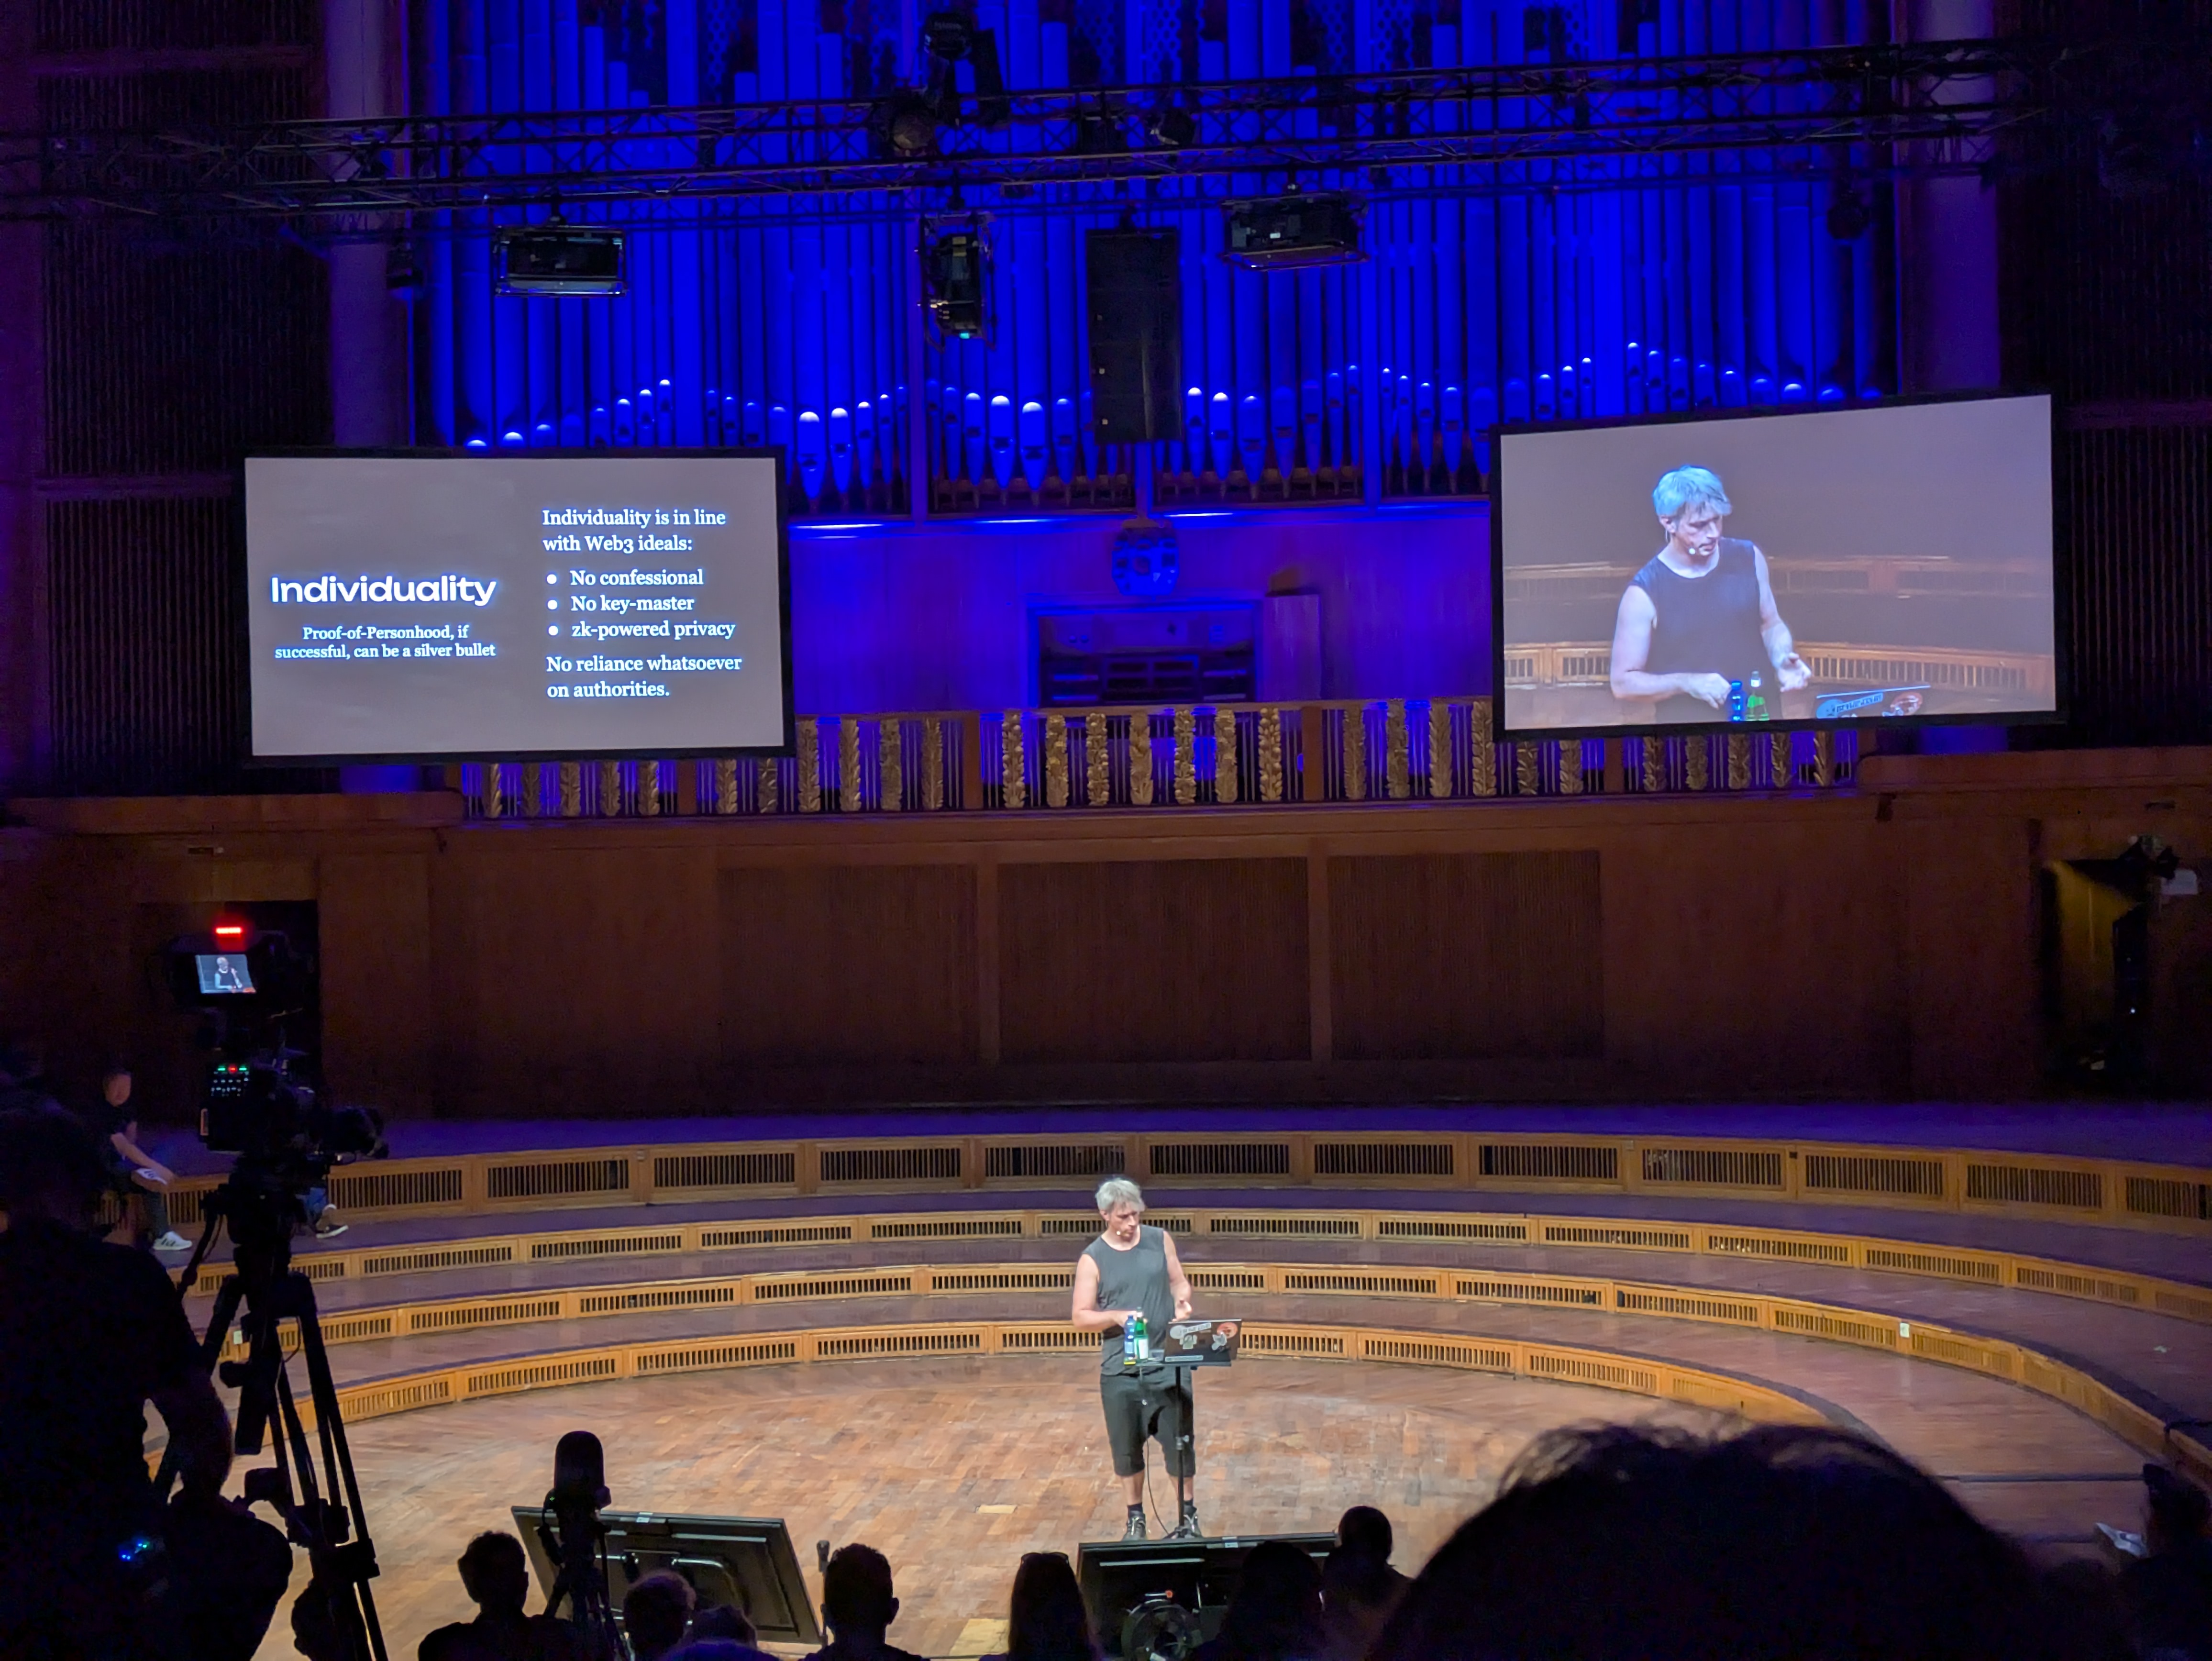 Individuality
Proof-of-Personhood, if
successful, can be a silver bullet
Individuality is in line
with Web3 ideals:
No confessional
No key-master
zk-powered privacy
No reliance whatsoever
on authorities.